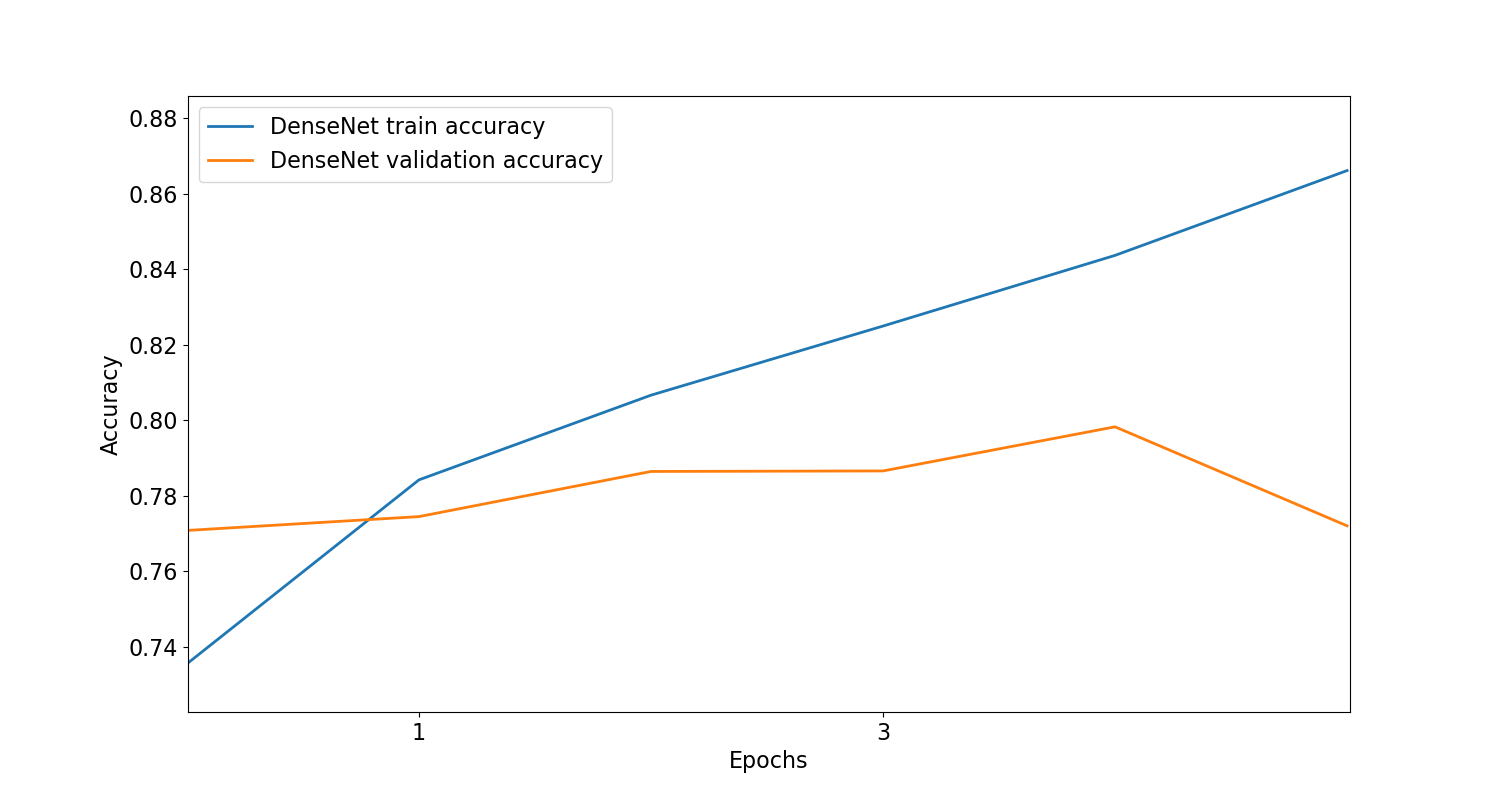 DenseNet train accuracy
DenseNet validation accuracy
0.88
0.86
0.84
0.82
0.80
0.78
0.76
0.74
Accuracy
1 3
Epochs